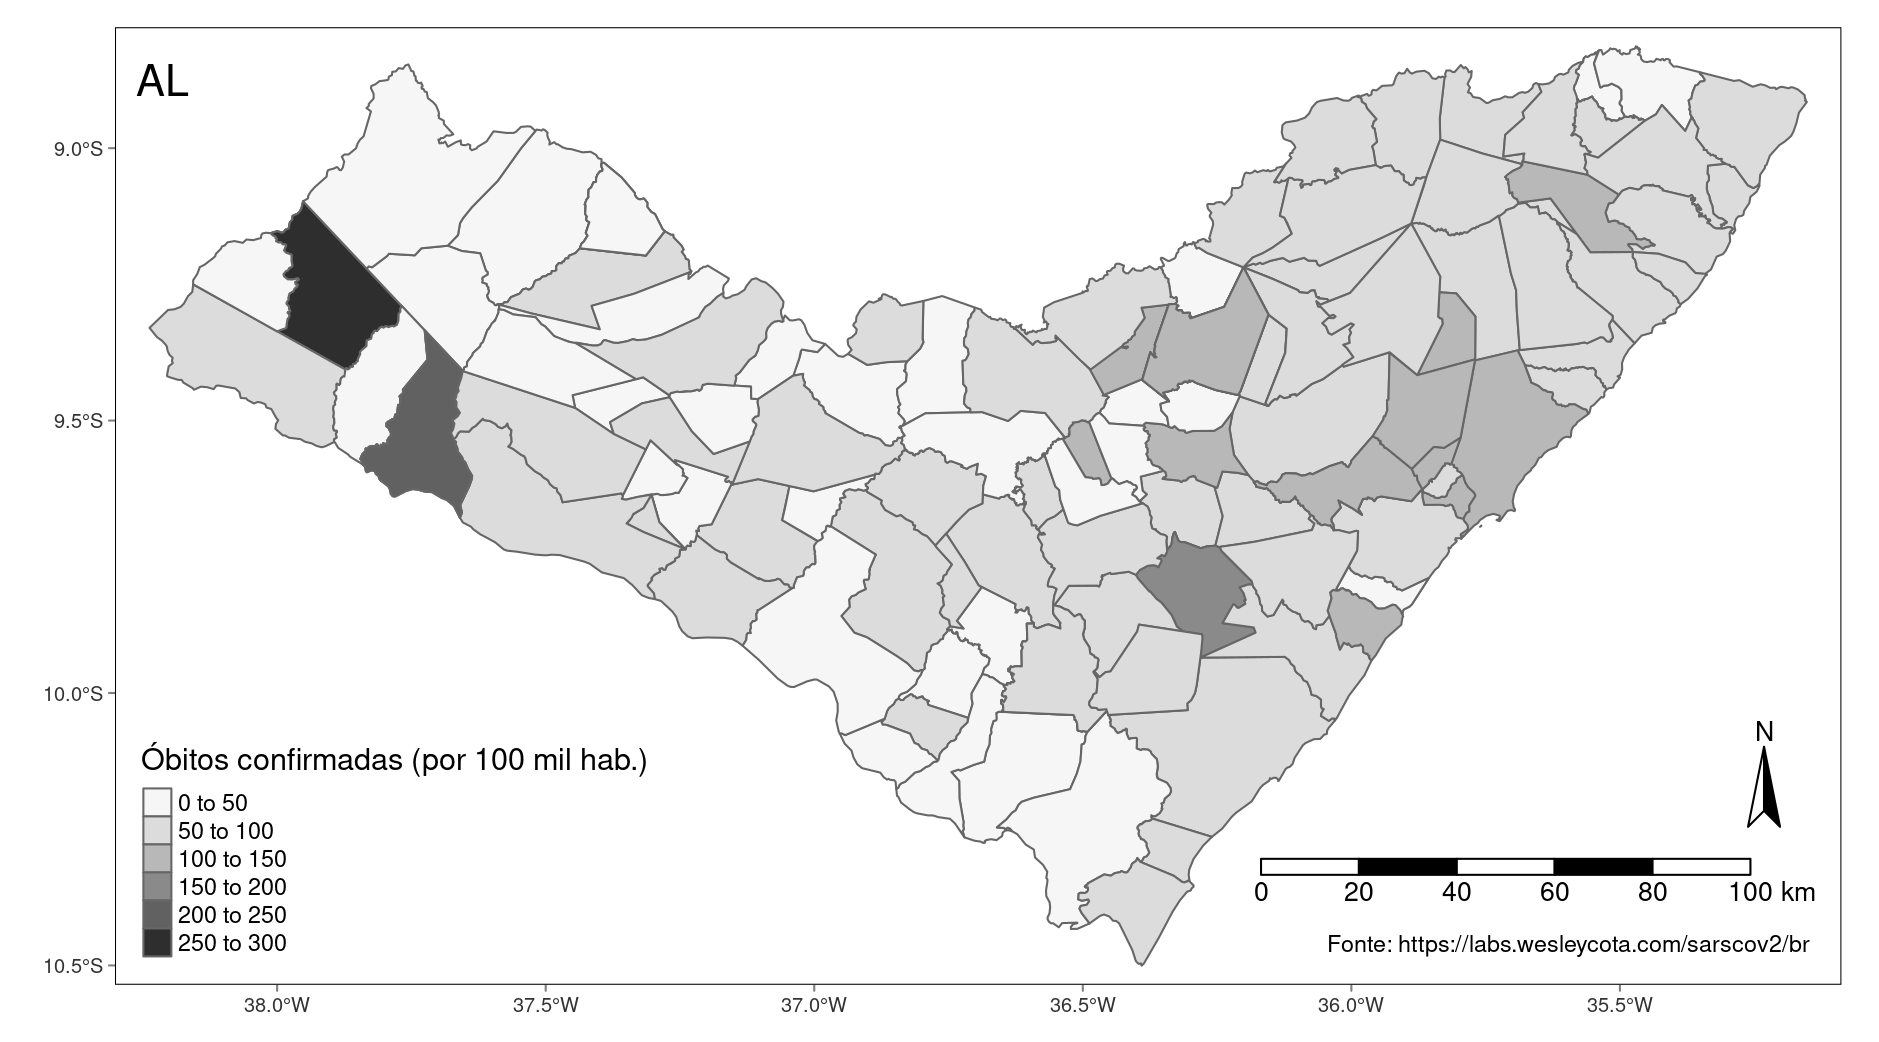 AL
9.0°S
9.5°S
10.0°S
10.5°S
Óbitos confirmadas (por 100 mil hab.)
0 to 50
50 to 100
100 to 150
150 to 200
200 to 250
250 to 300
N
0 20 40 60 80 100 km
Fonte: https://labs.wesleycota.com/sarscov2/br
38.0°W 37.5°W 37.0°W 36.5°W 36.0°W 35.5°W